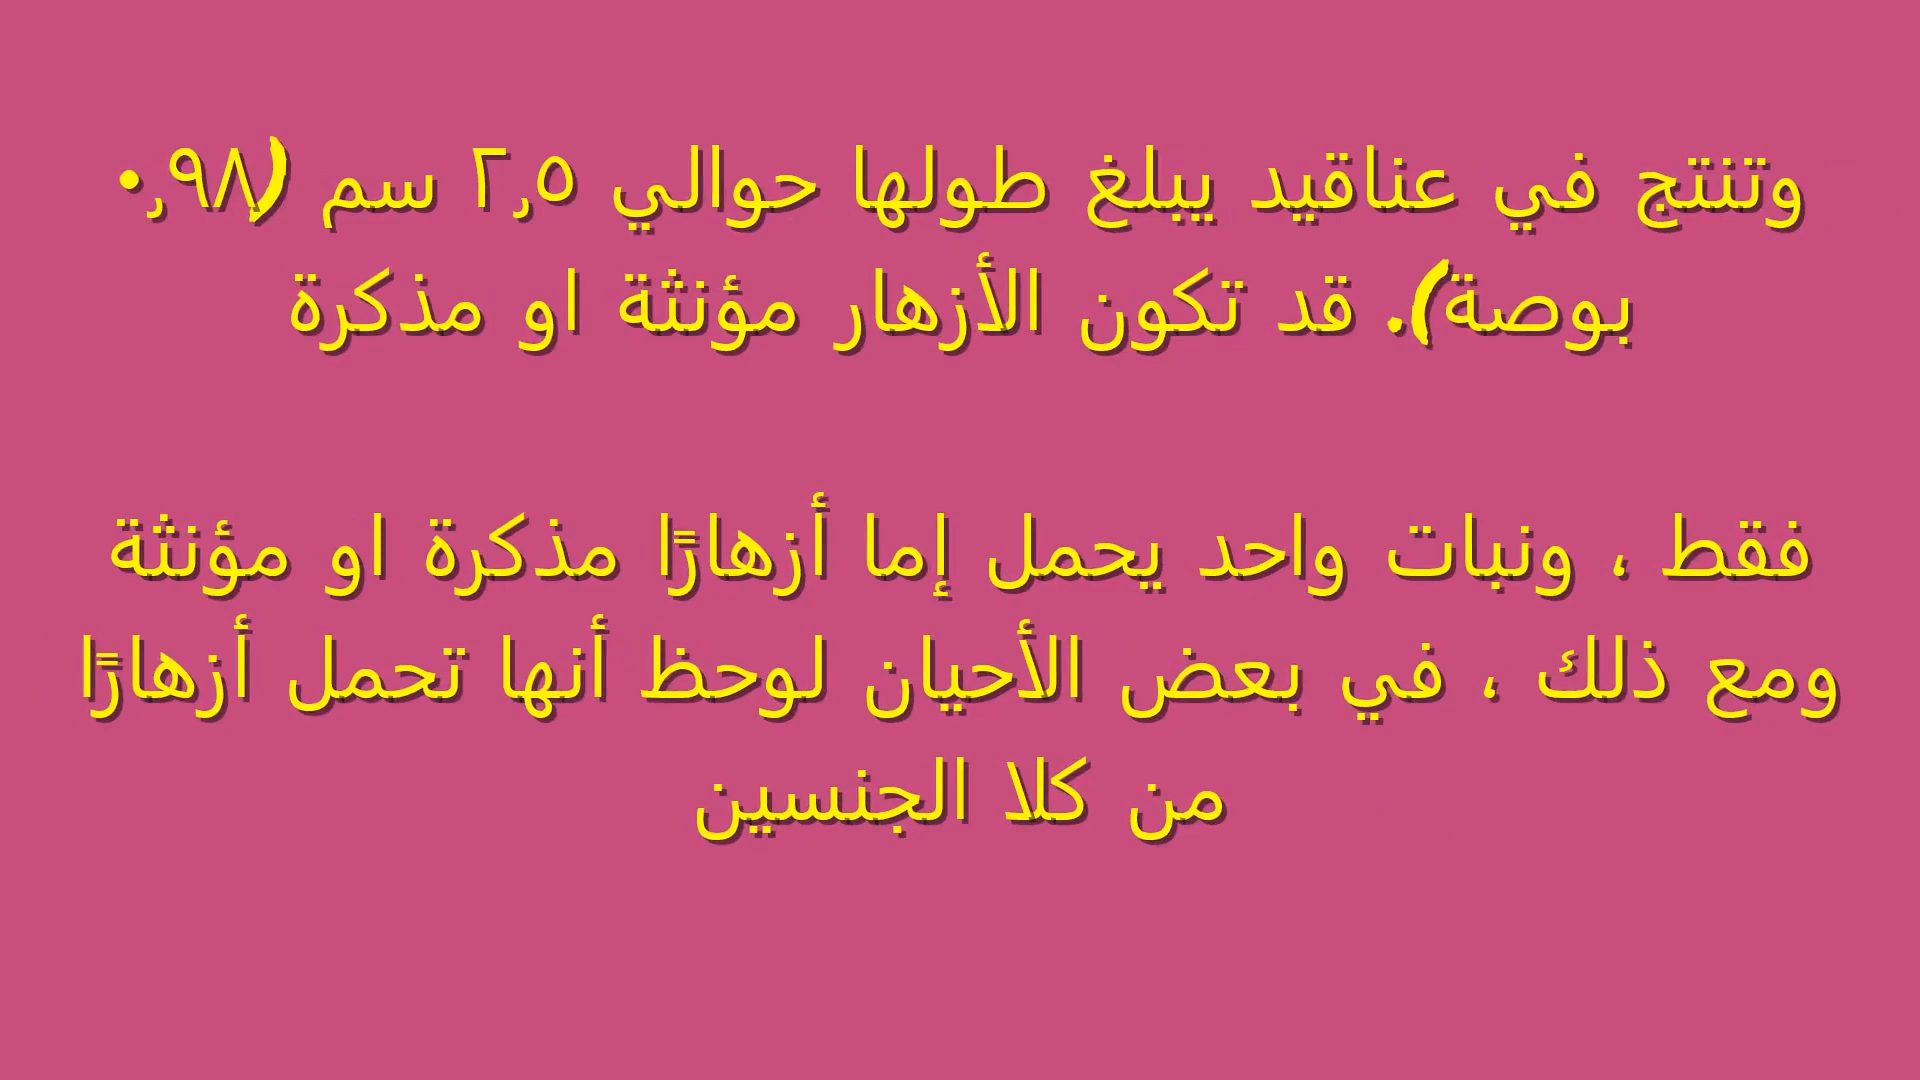 وتنتج في عناقيد يبلغ طولها حوالي ٢٫٥ سم (٠٫٩٨
بوصة). قد تكون الأزهار مؤنثة او مذكرة
فقط ، ونبات واحد يحمل إما أزهارًا مذكرة او مؤنثة
ومع ذلك ، في بعض الأحيان لوحظ أنها تحمل أزهارًا
من كلا الجنسين